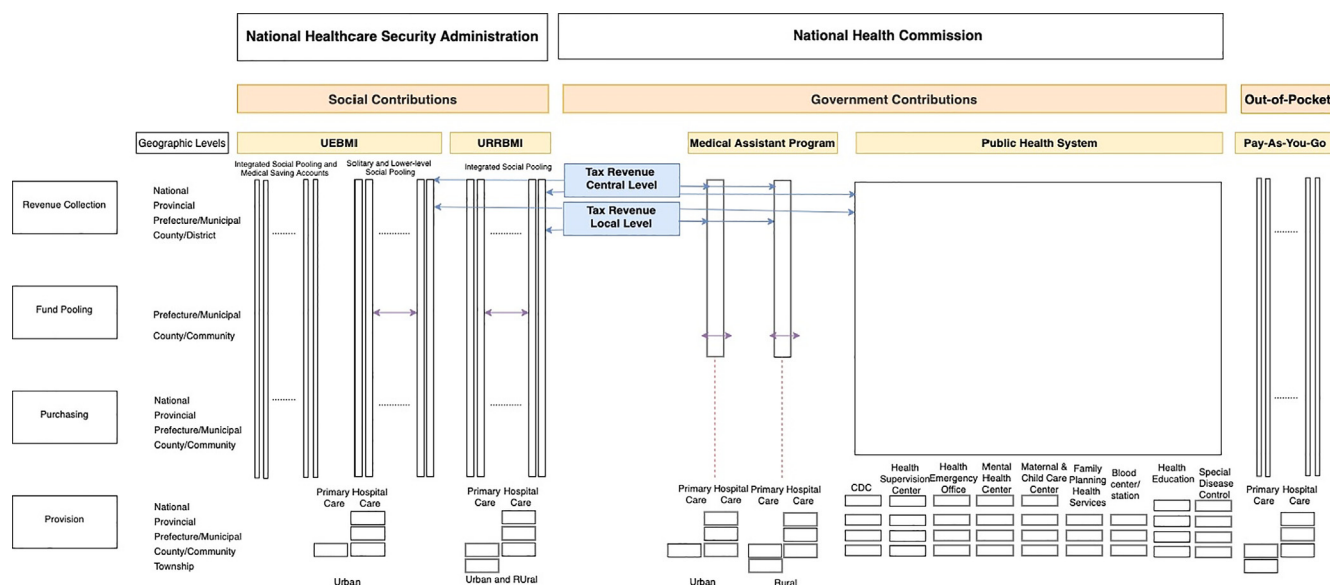 National Healthcare Security Administration
National Health Commission
Social Contributions
Government Contributions
Out-of-Pocket
Geographic Levels
UEBMI
URRBMI
Medical Assistant Program
Public Health System
Pay-As-You-Go
Integrated Social Pooling and
Medical Saving Accounts
Solitary and Lower-level
Social Pooling
Integrated Social Pooling
Tax Revenue
Central Level
Tax Revenue
Local Level
Revenue Collection
National
Provincial
Prefecture/Municipal
County/District
Fund Pooling
Prefecture/Municipal
County/Community
Purchasing
National
Provincial
Prefecture/Municipal
County/Community
Provision
National
Provincial
Prefecture/Municipal
County/Community
Township
Primary
Care
Hospital
Care
Urban
Primary
Care
Hospital
Care
Urban and RUral
Primary
Care
Hospital
Care
Urban
Primary
Care
Hospital
Care
Rural
CDC
Health
Supervision
Center
Health
Emergency
Office
Mental
Health
Center
Maternal &
Child Care
Center
Family
Planning
Health
Services
Blood
center/
station
Health
Education
Special
Disease
Control
Primary
Care
Hospital
Care